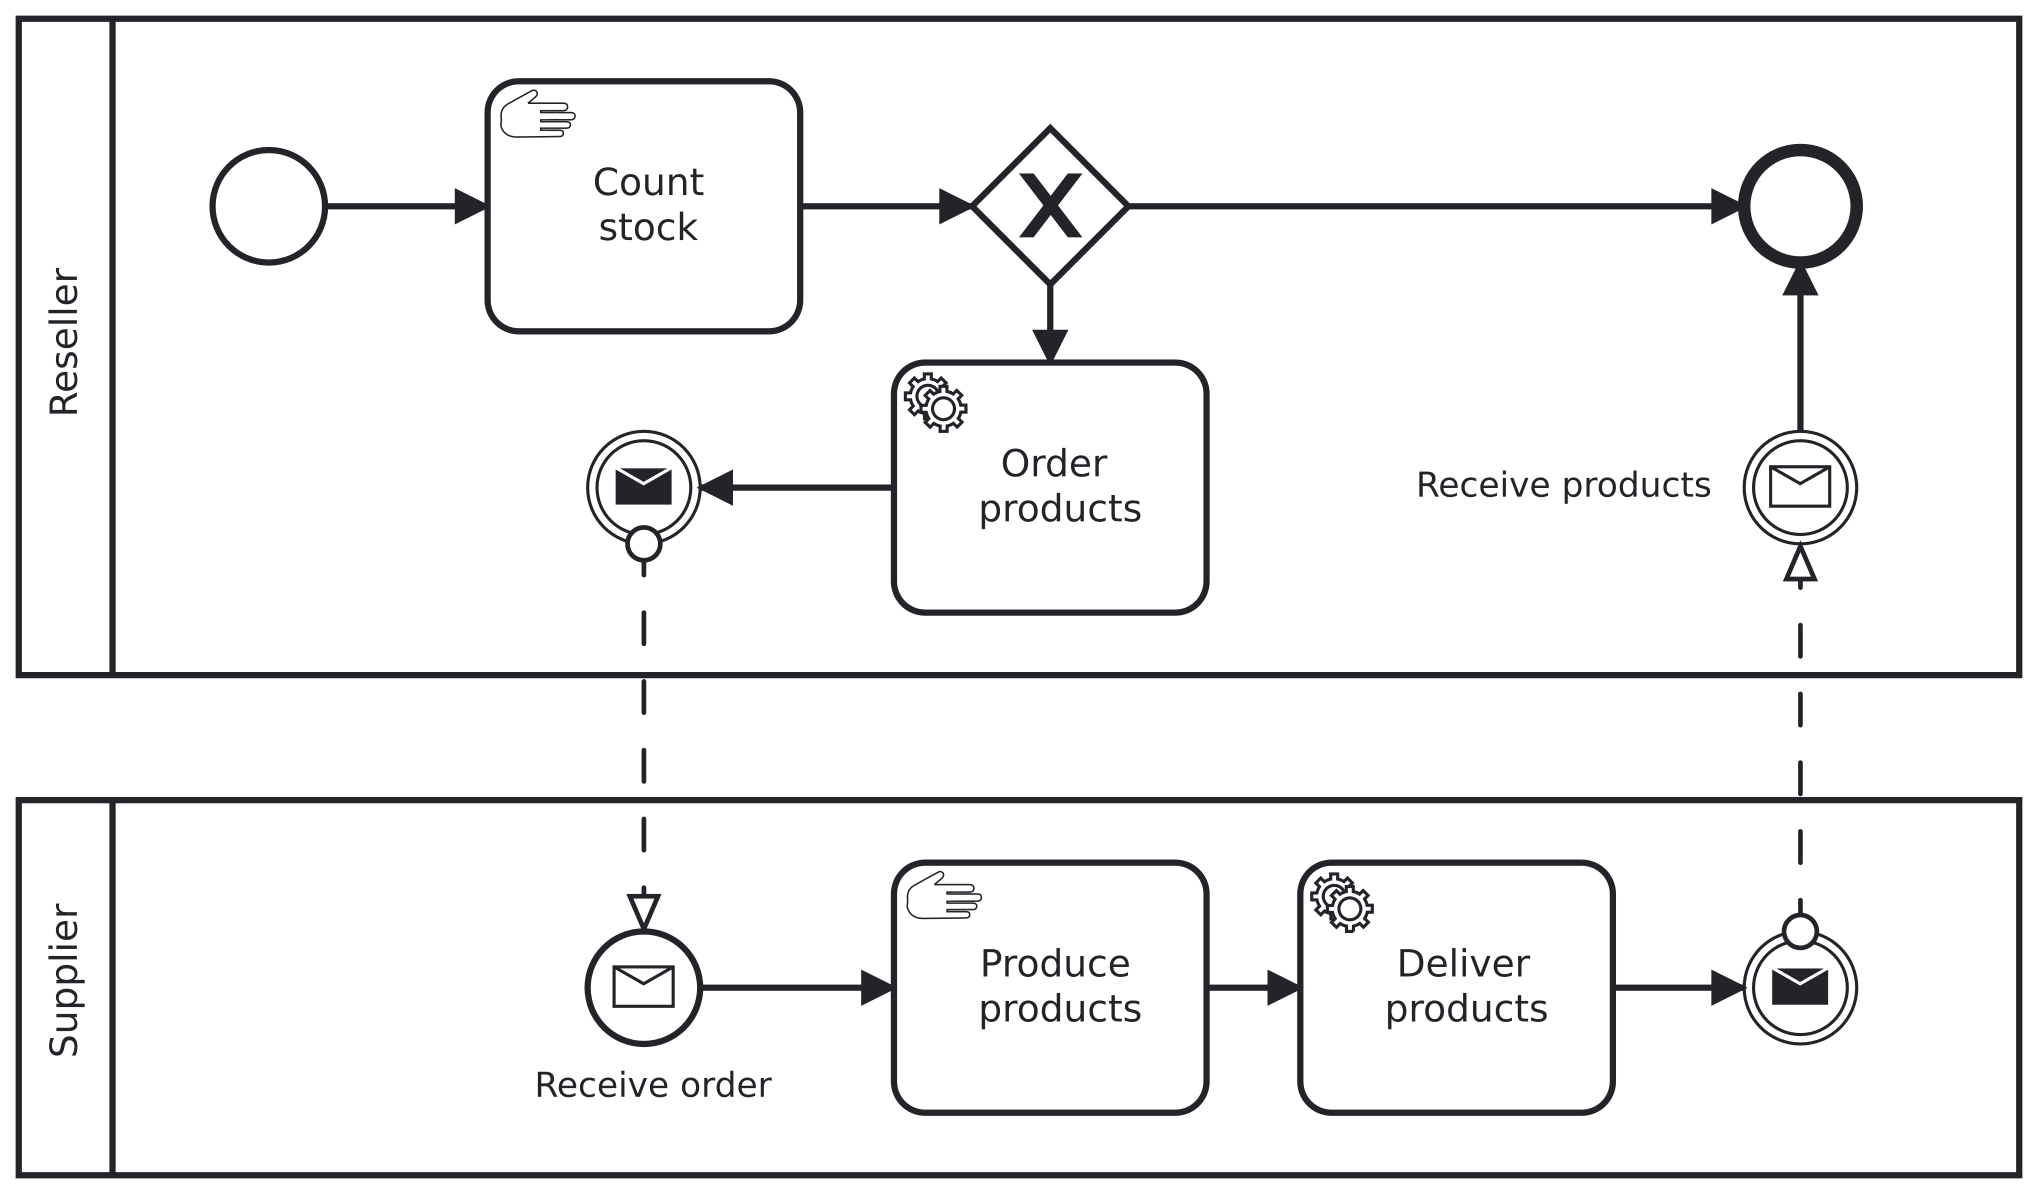 Reseller
Count
stock
Order
products
Receive products
Supplier
Receive order
Produce
products
Deliver
products